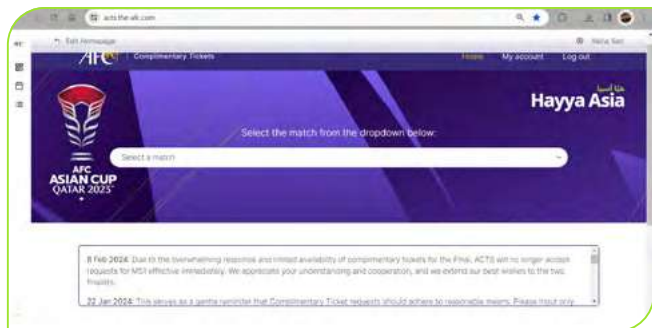 acts.the-afc.com
Edit Homepage
AFC
Complimentary Tickets
Home
My account
Log out
هيّا آسيا
Hayya Asia
Select the match from the dropdown below:
Select a match
AFC
ASIAN CUP
QATAR 2023
8 Feb 2024: Due to the overwhelming response and limited availability of complimentary tickets for the Final, ACTS will no longer accept
requests for M51 effective immediately. We appreciate your understanding and cooperation, and we extend our best wishes to the two
finalists.
22 Jan 2024: This serves as a gentle reminder that Complimentary Ticket requests should adhere to reasonable means. Please input only